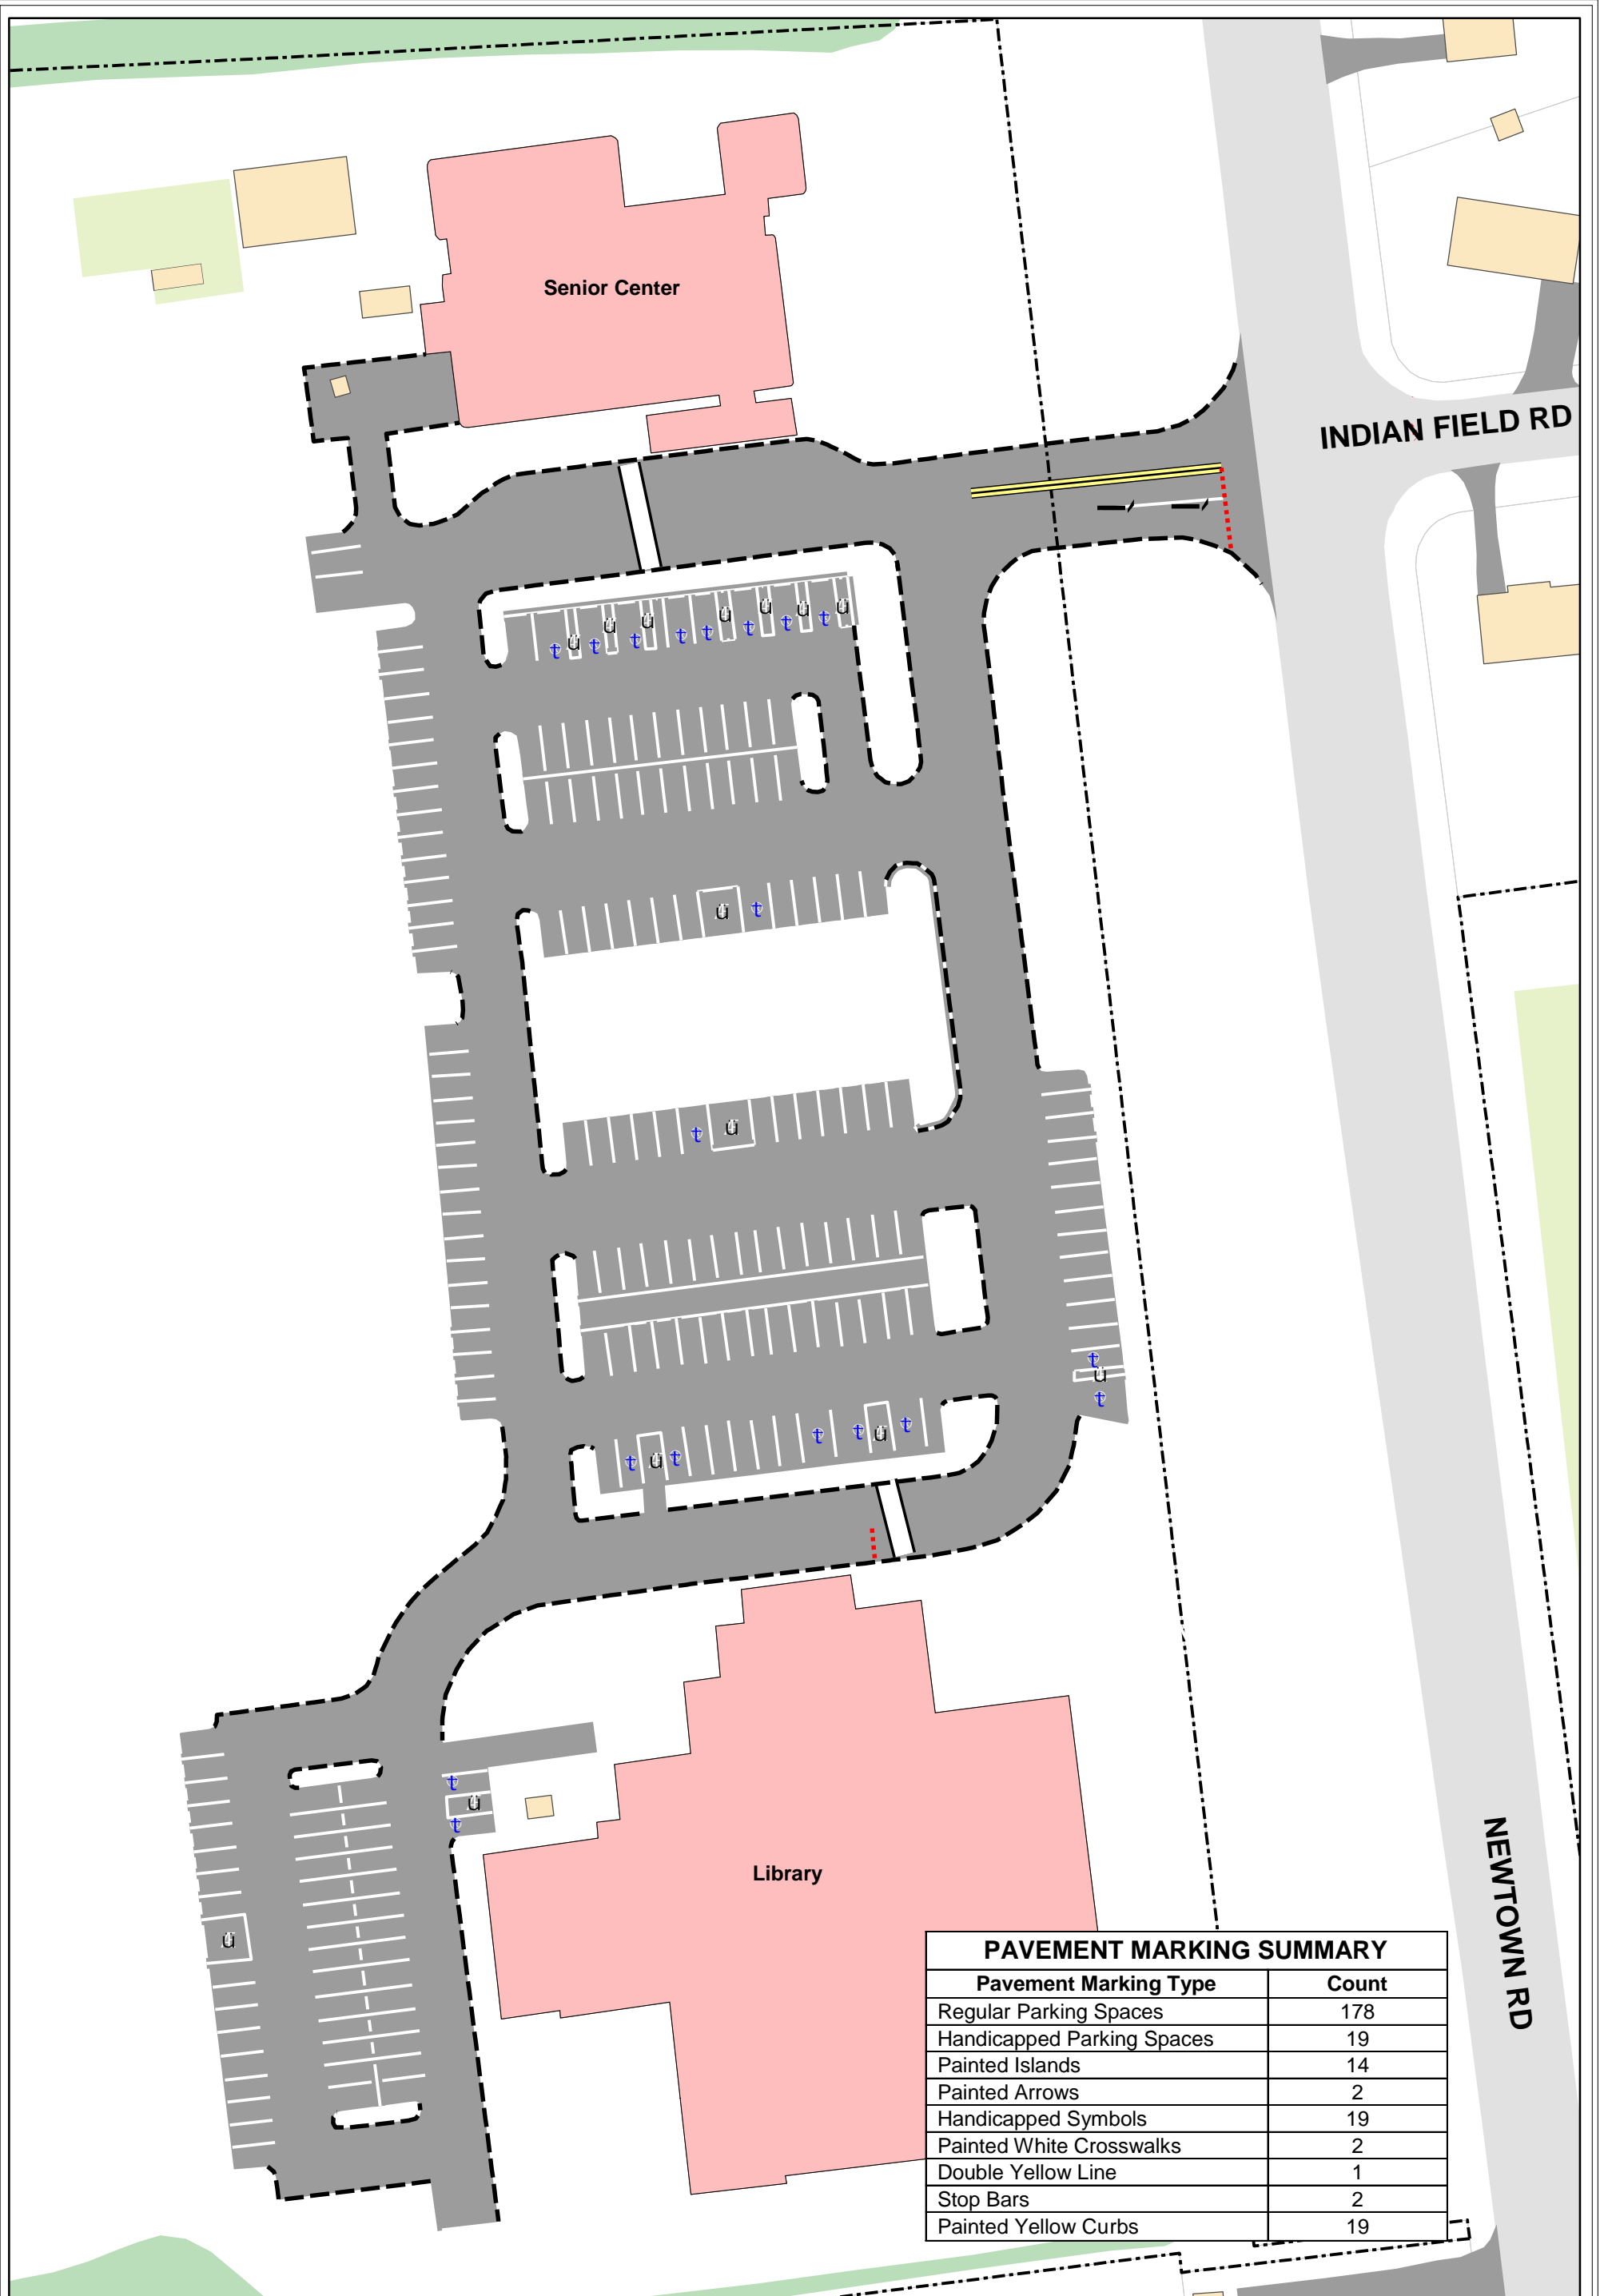 Senior Center
INDIAN FIELD RD
ü ü ü ü ü ü ü
t t t t t t t t
ü t
t ü
t
ü
t
t ü t t t ü t
t
ü
t
ü
Library
NEWTOWN RD
PAVEMENT MARKING SUMMARY
Pavement Marking Type Count
Regular Parking Spaces 178
Handicapped Parking Spaces 19
Painted Islands 14
Painted Arrows 2
Handicapped Symbols 19
Painted White Crosswalks 2
Double Yellow Line 1
Stop Bars 2
Painted Yellow Curbs 19